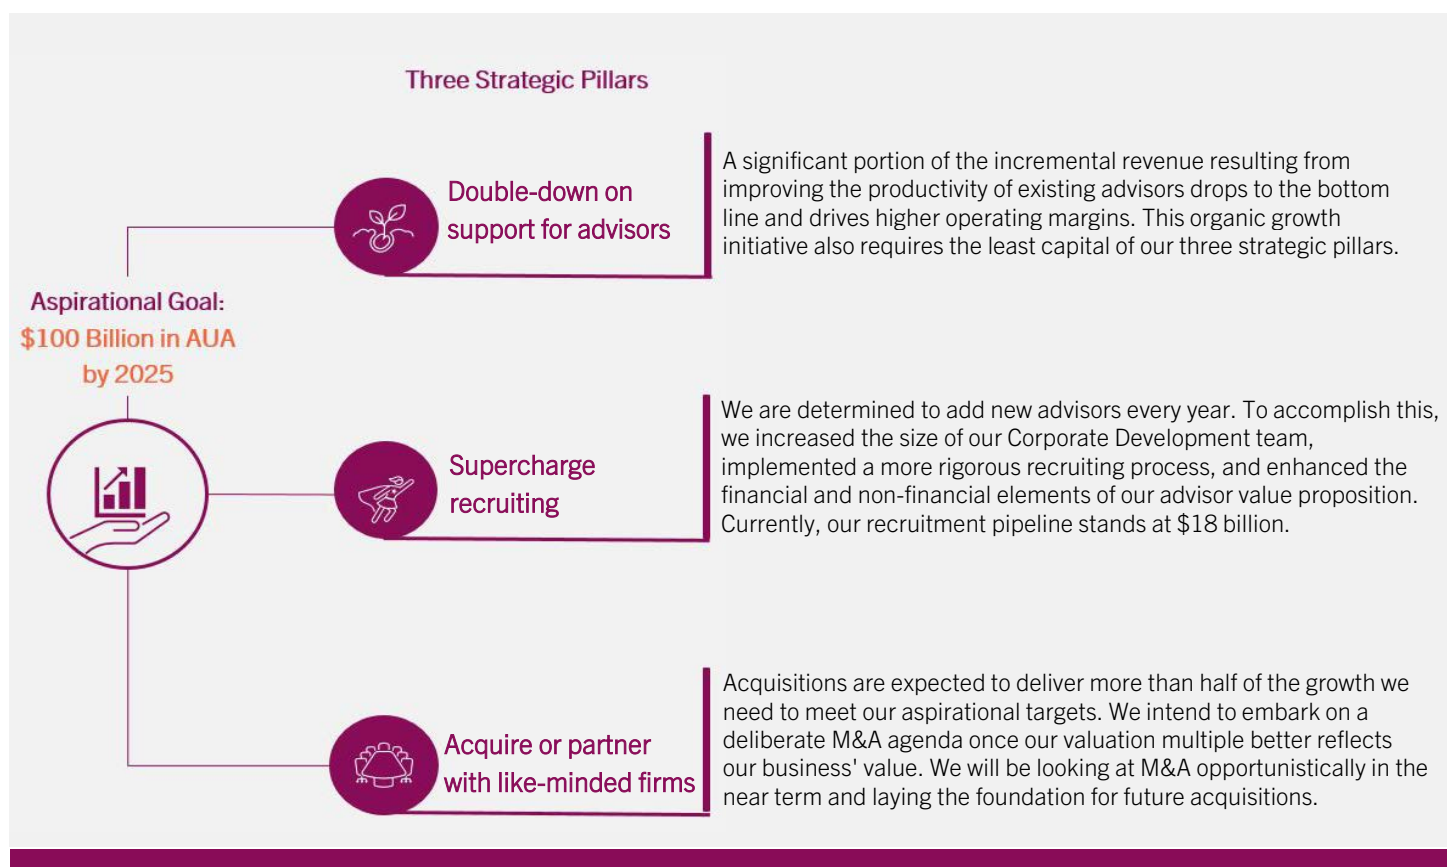 Three Strategic Pillars
Double-down on
support for advisors
A significant portion of the incremental revenue resulting from
improving the productivity of existing advisors drops to the bottom
line and drives higher operating margins. This organic growth
initiative also requires the least capital of our three strategic pillars.
Aspirational Goal:
$100 Billion in AUA
by 2025
Supercharge
recruiting
We are determined to add new advisors every year. To accomplish this,
we increased the size of our Corporate Development team,
implemented a more rigorous recruiting process, and enhanced the
financial and non-financial elements of our advisor value proposition.
Currently, our recruitment pipeline stands at $18 billion.
Acquire or partner
with like-minded firms
Acquisitions are expected to deliver more than half of the growth we
need to meet our aspirational targets. We intend to embark on a
deliberate M&A agenda once our valuation multiple better reflects
our business' value. We will be looking at M&A opportunistically in the
near term and laying the foundation for future acquisitions.